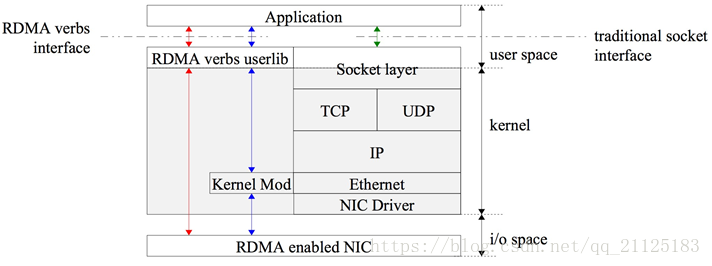 Application
RDMA verbs
interface
traditional socket
interface
user space
RDMA verbs userlib
Socket layer
TCP
UDP
kernel
IP
Kernel Mod
Ethernet
NIC Driver
i/o space
RDMA enabled NIC
https://blog.csdn.net/qq_21125183